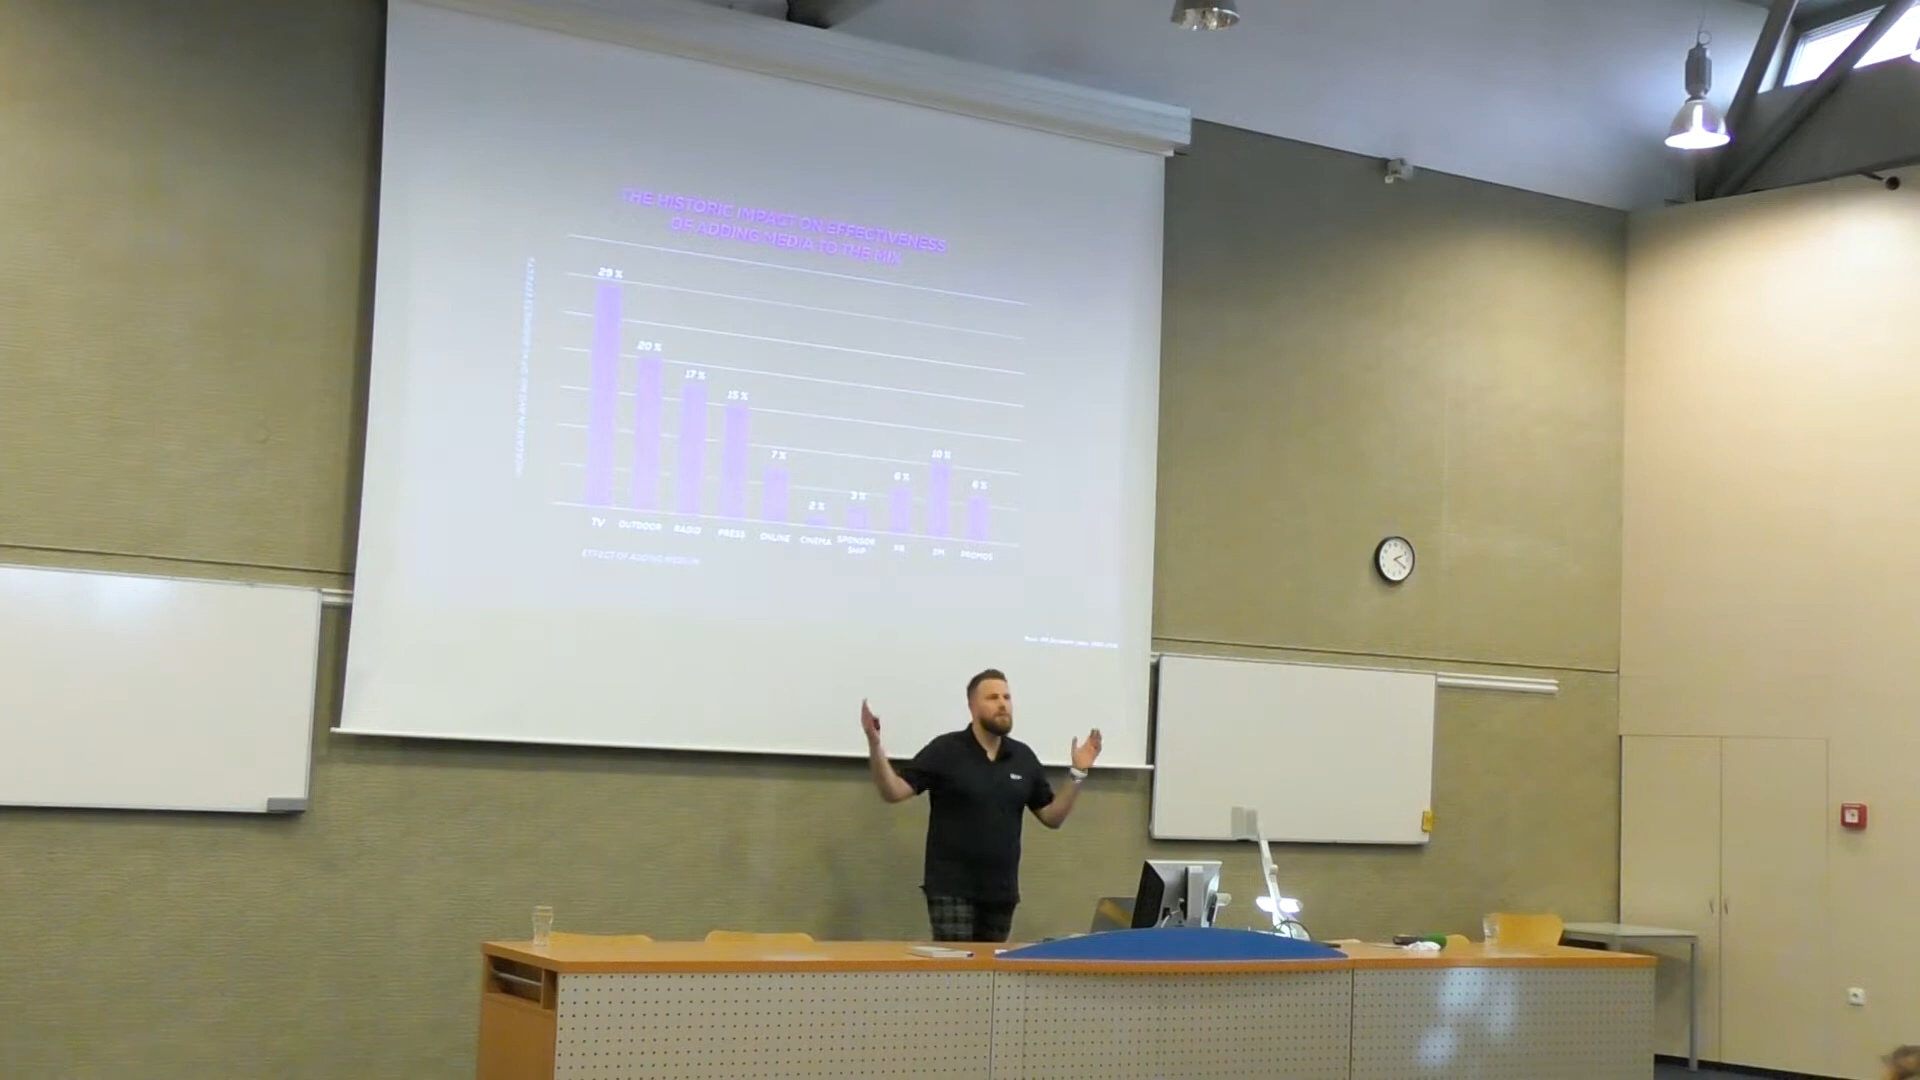 THE HISTORIC IMPACT ON EFFECTIVENESS
OF ADDING MEDIA TO THE MIX
29 %
20 %
17 %
15 %
7 %
2 %
3 %
6 %
10 %
6 %
TV
OUTDOOR
RADIO
PRESS
ONLINE
CINEMA
SPONSOR
SHIP
PR
DM
PROMOS
EFFECT OF ADDING MEDIUM